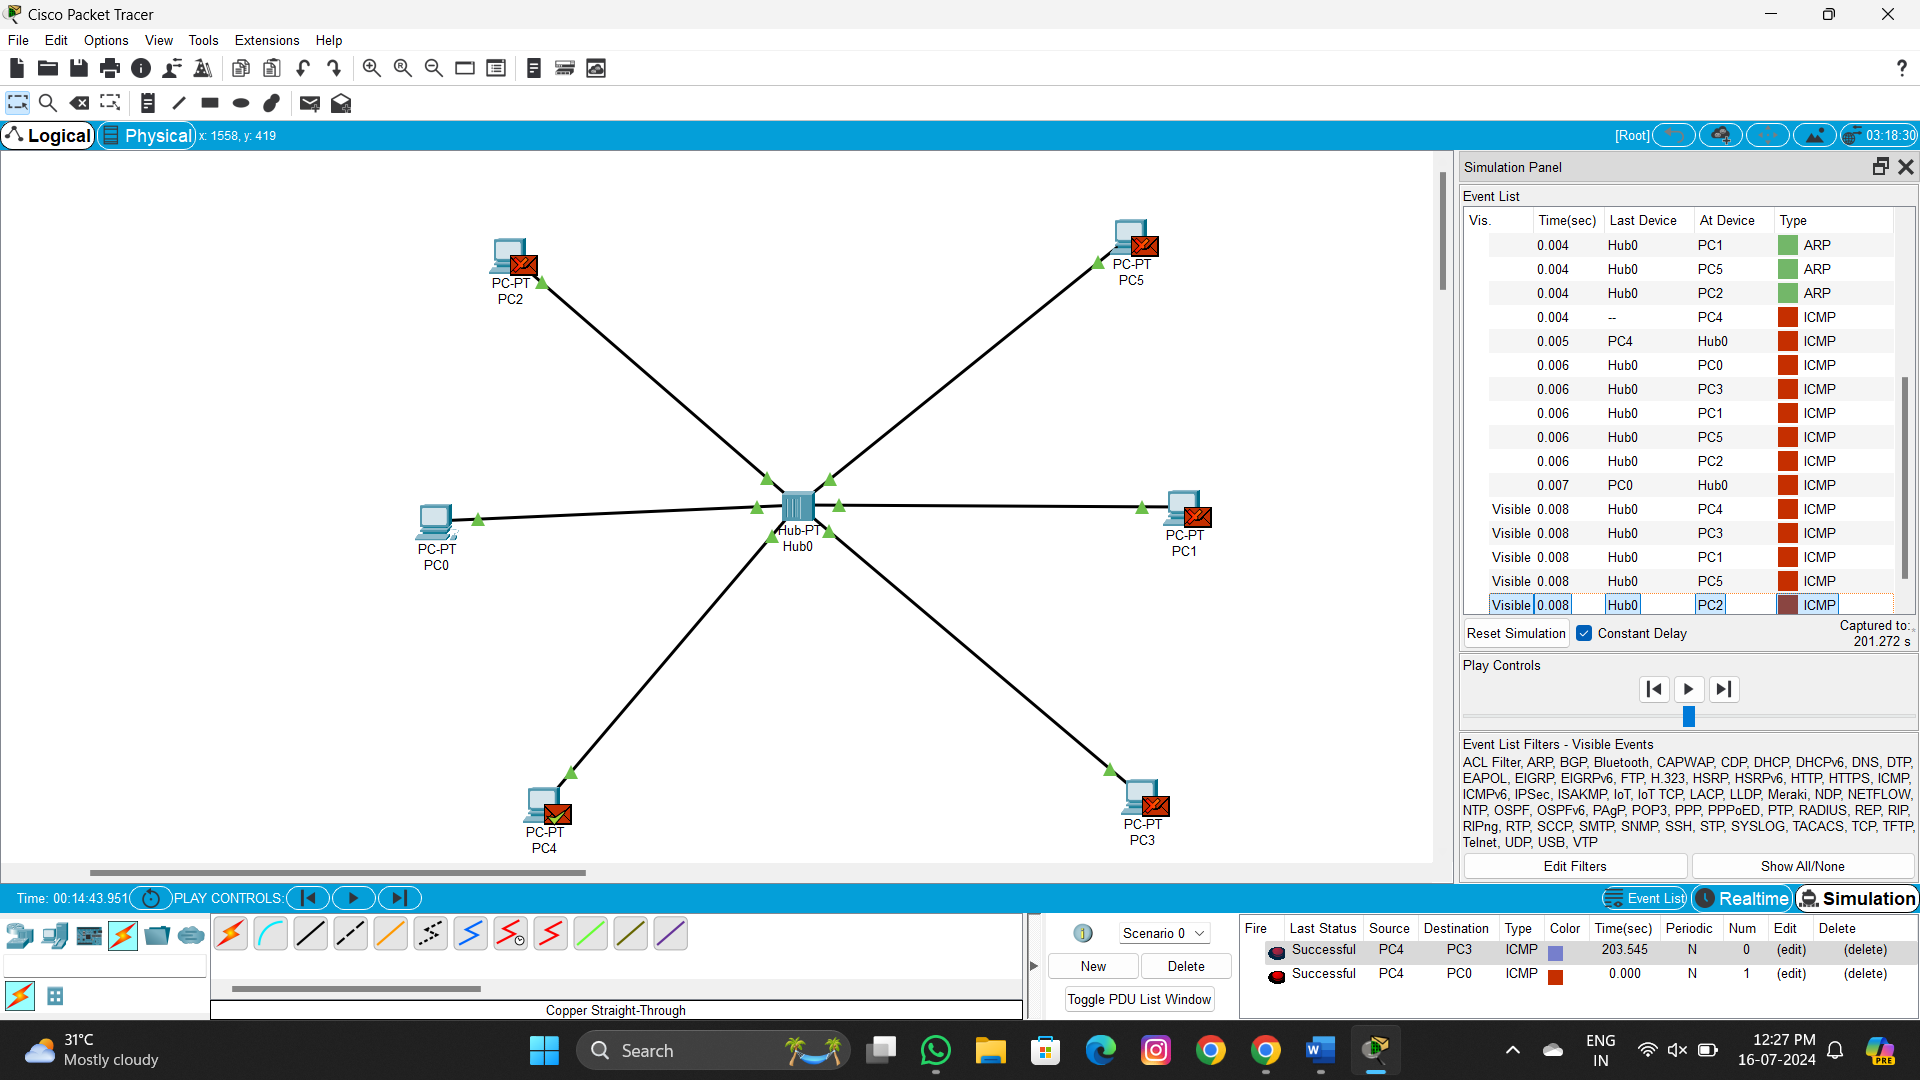 Cisco Packet Tracer
File Edit Options View Tools Extensions Help
?
Logical Physical x: 1558, y: 419 [Root] 03:18:30
PC-PT
PC2
PC-PT
PC5
PC-PT
PC0
Hub-PT
Hub0
PC-PT
PC1
PC-PT
PC4
PC-PT
PC3
Simulation Panel
Event List
Vis. Time(sec) Last Device At Device Type
0.004 Hub0 PC1 ARP
0.004 Hub0 PC5 ARP
0.004 Hub0 PC2 ARP
0.004 -- PC4 ICMP
0.005 PC4 Hub0 ICMP
0.006 Hub0 PC0 ICMP
0.006 Hub0 PC3 ICMP
0.006 Hub0 PC1 ICMP
0.006 Hub0 PC5 ICMP
0.006 Hub0 PC2 ICMP
0.007 PC0 Hub0 ICMP
Visible 0.008 Hub0 PC4 ICMP
Visible 0.008 Hub0 PC3 ICMP
Visible 0.008 Hub0 PC1 ICMP
Visible 0.008 Hub0 PC5 ICMP
Visible 0.008 Hub0 PC2 ICMP
Reset Simulation Constant Delay Captured to:
201.272 s
Play Controls
Event List Filters - Visible Events
ACL Filter, ARP, BGP, Bluetooth, CAPWAP, CDP, DHCP, DHCPv6, DNS, DTP,
EAPOL, EIGRP, EIGRPv6, FTP, H.323, HSRP, HSRPv6, HTTP, HTTPS, ICMP,
ICMPv6, IPSec, ISAKMP, IoT, IoT TCP, LACP, LLDP, Meraki, NDP, NETFLOW,
NTP, OSPF, OSPFv6, PAgP, POP3, PPP, PPPoED, PTP, RADIUS, REP, RIP,
RIPng, RTP, SCCP, SMTP, SNMP, SSH, STP, SYSLOG, TACACS, TCP, TFTP,
Telnet, UDP, USB, VTP
Edit Filters Show All/None
Time: 00:14:43.951 PLAY CONTROLS: Event List Realtime Simulation
Scenario 0
New Delete
Toggle PDU List Window
Fire Last Status Source Destination Type Color Time(sec) Periodic Num Edit Delete
Successful PC4 PC3 ICMP 203.545 N 0 (edit) (delete)
Successful PC4 PC0 ICMP 0.000 N 1 (edit) (delete)
Copper Straight-Through
31°C
Mostly cloudy
Search
ENG
IN
12:27 PM
16-07-2024
PRE